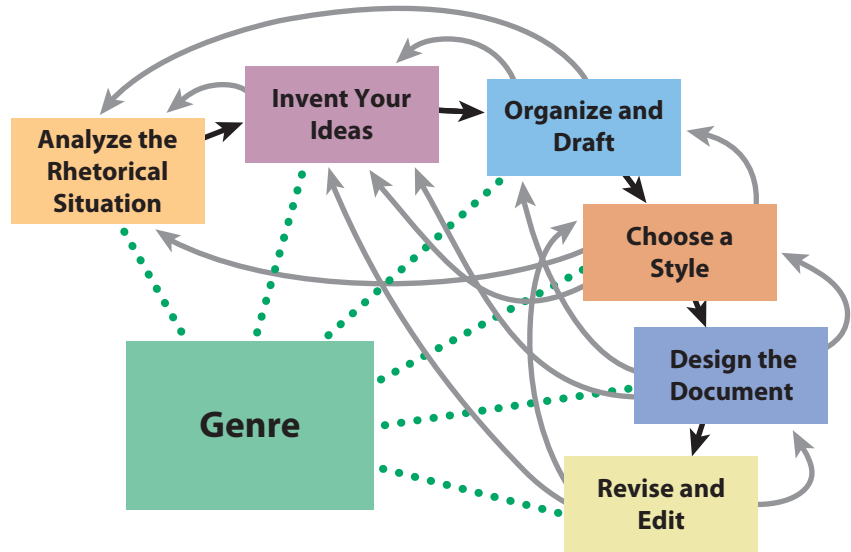 Analyze the
Rhetorical
Situation
Invent Your
Ideas
Organize and
Draft
Choose a
Style
Design the
Document
Revise and
Edit
Genre